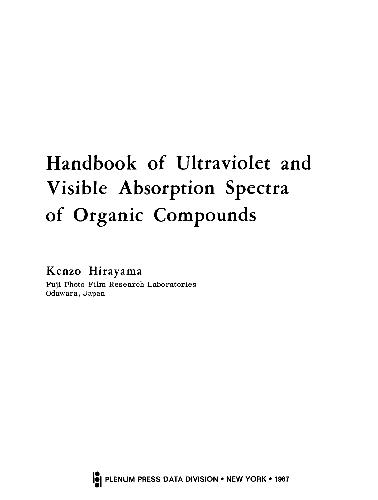 Handbook of Ultraviolet and
Visible Absorption Spectra
of Organic Compounds
Kenzo Hirayama
Fuji Photo Film Research Laboratories
Odawara, Japan
PLENUM PRESS DATA DIVISION • NEW YORK • 1967